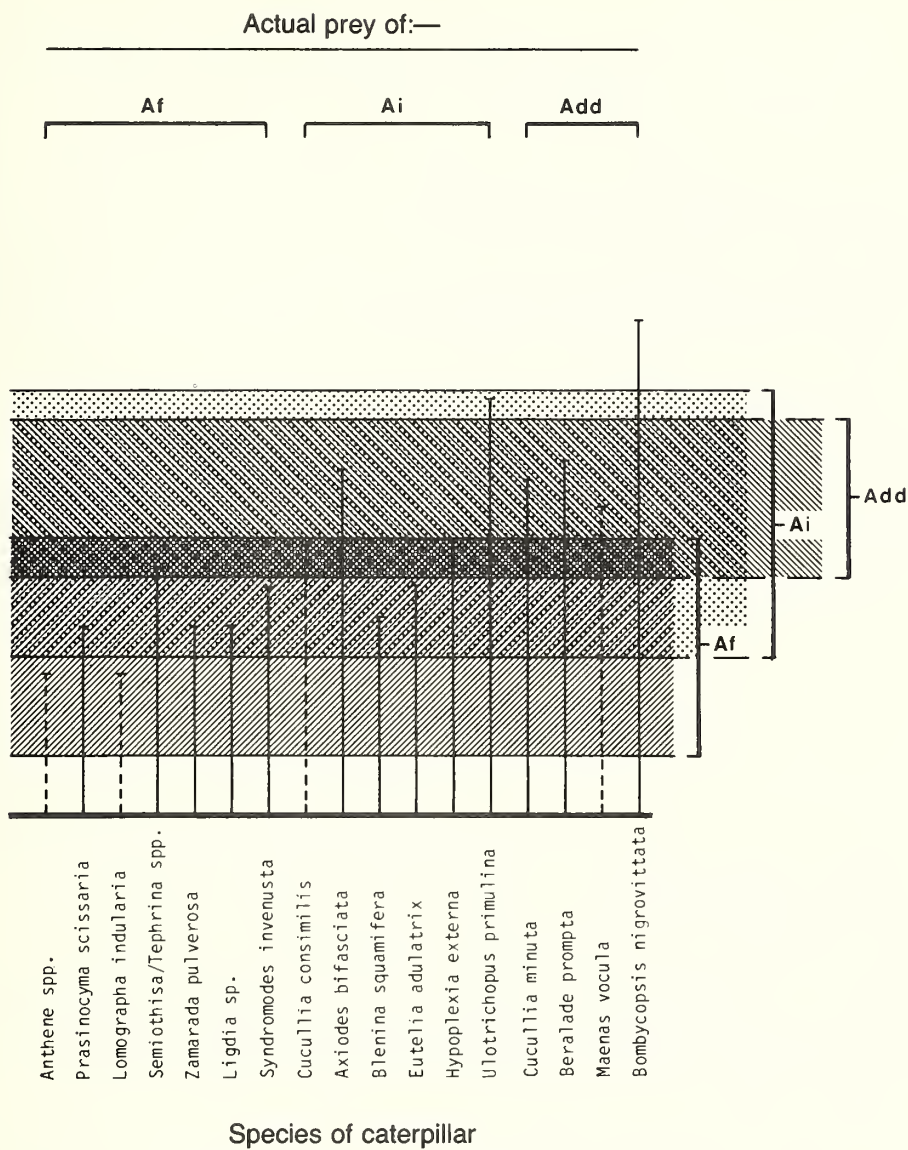 Actual prey of:—
Af
Ai
Add
Add
Ai
Af
Anthene spp.
Prasinocyma scissaria
Lomographa indularia
Semiothisa/Tephrina spp.
Zamarada pulverosa
Ligdia sp.
Syndromodes invenusta
Cucullia consimilis
Axiodes bifasciata
Blenina squamifera
Eutelia adulatrix
Hypoplexia externa
Ulotrichopus primulina
Cucullia minuta
Beralade prompta
Maenas vocula
Bombycopsis nigrovittata
Species of caterpillar